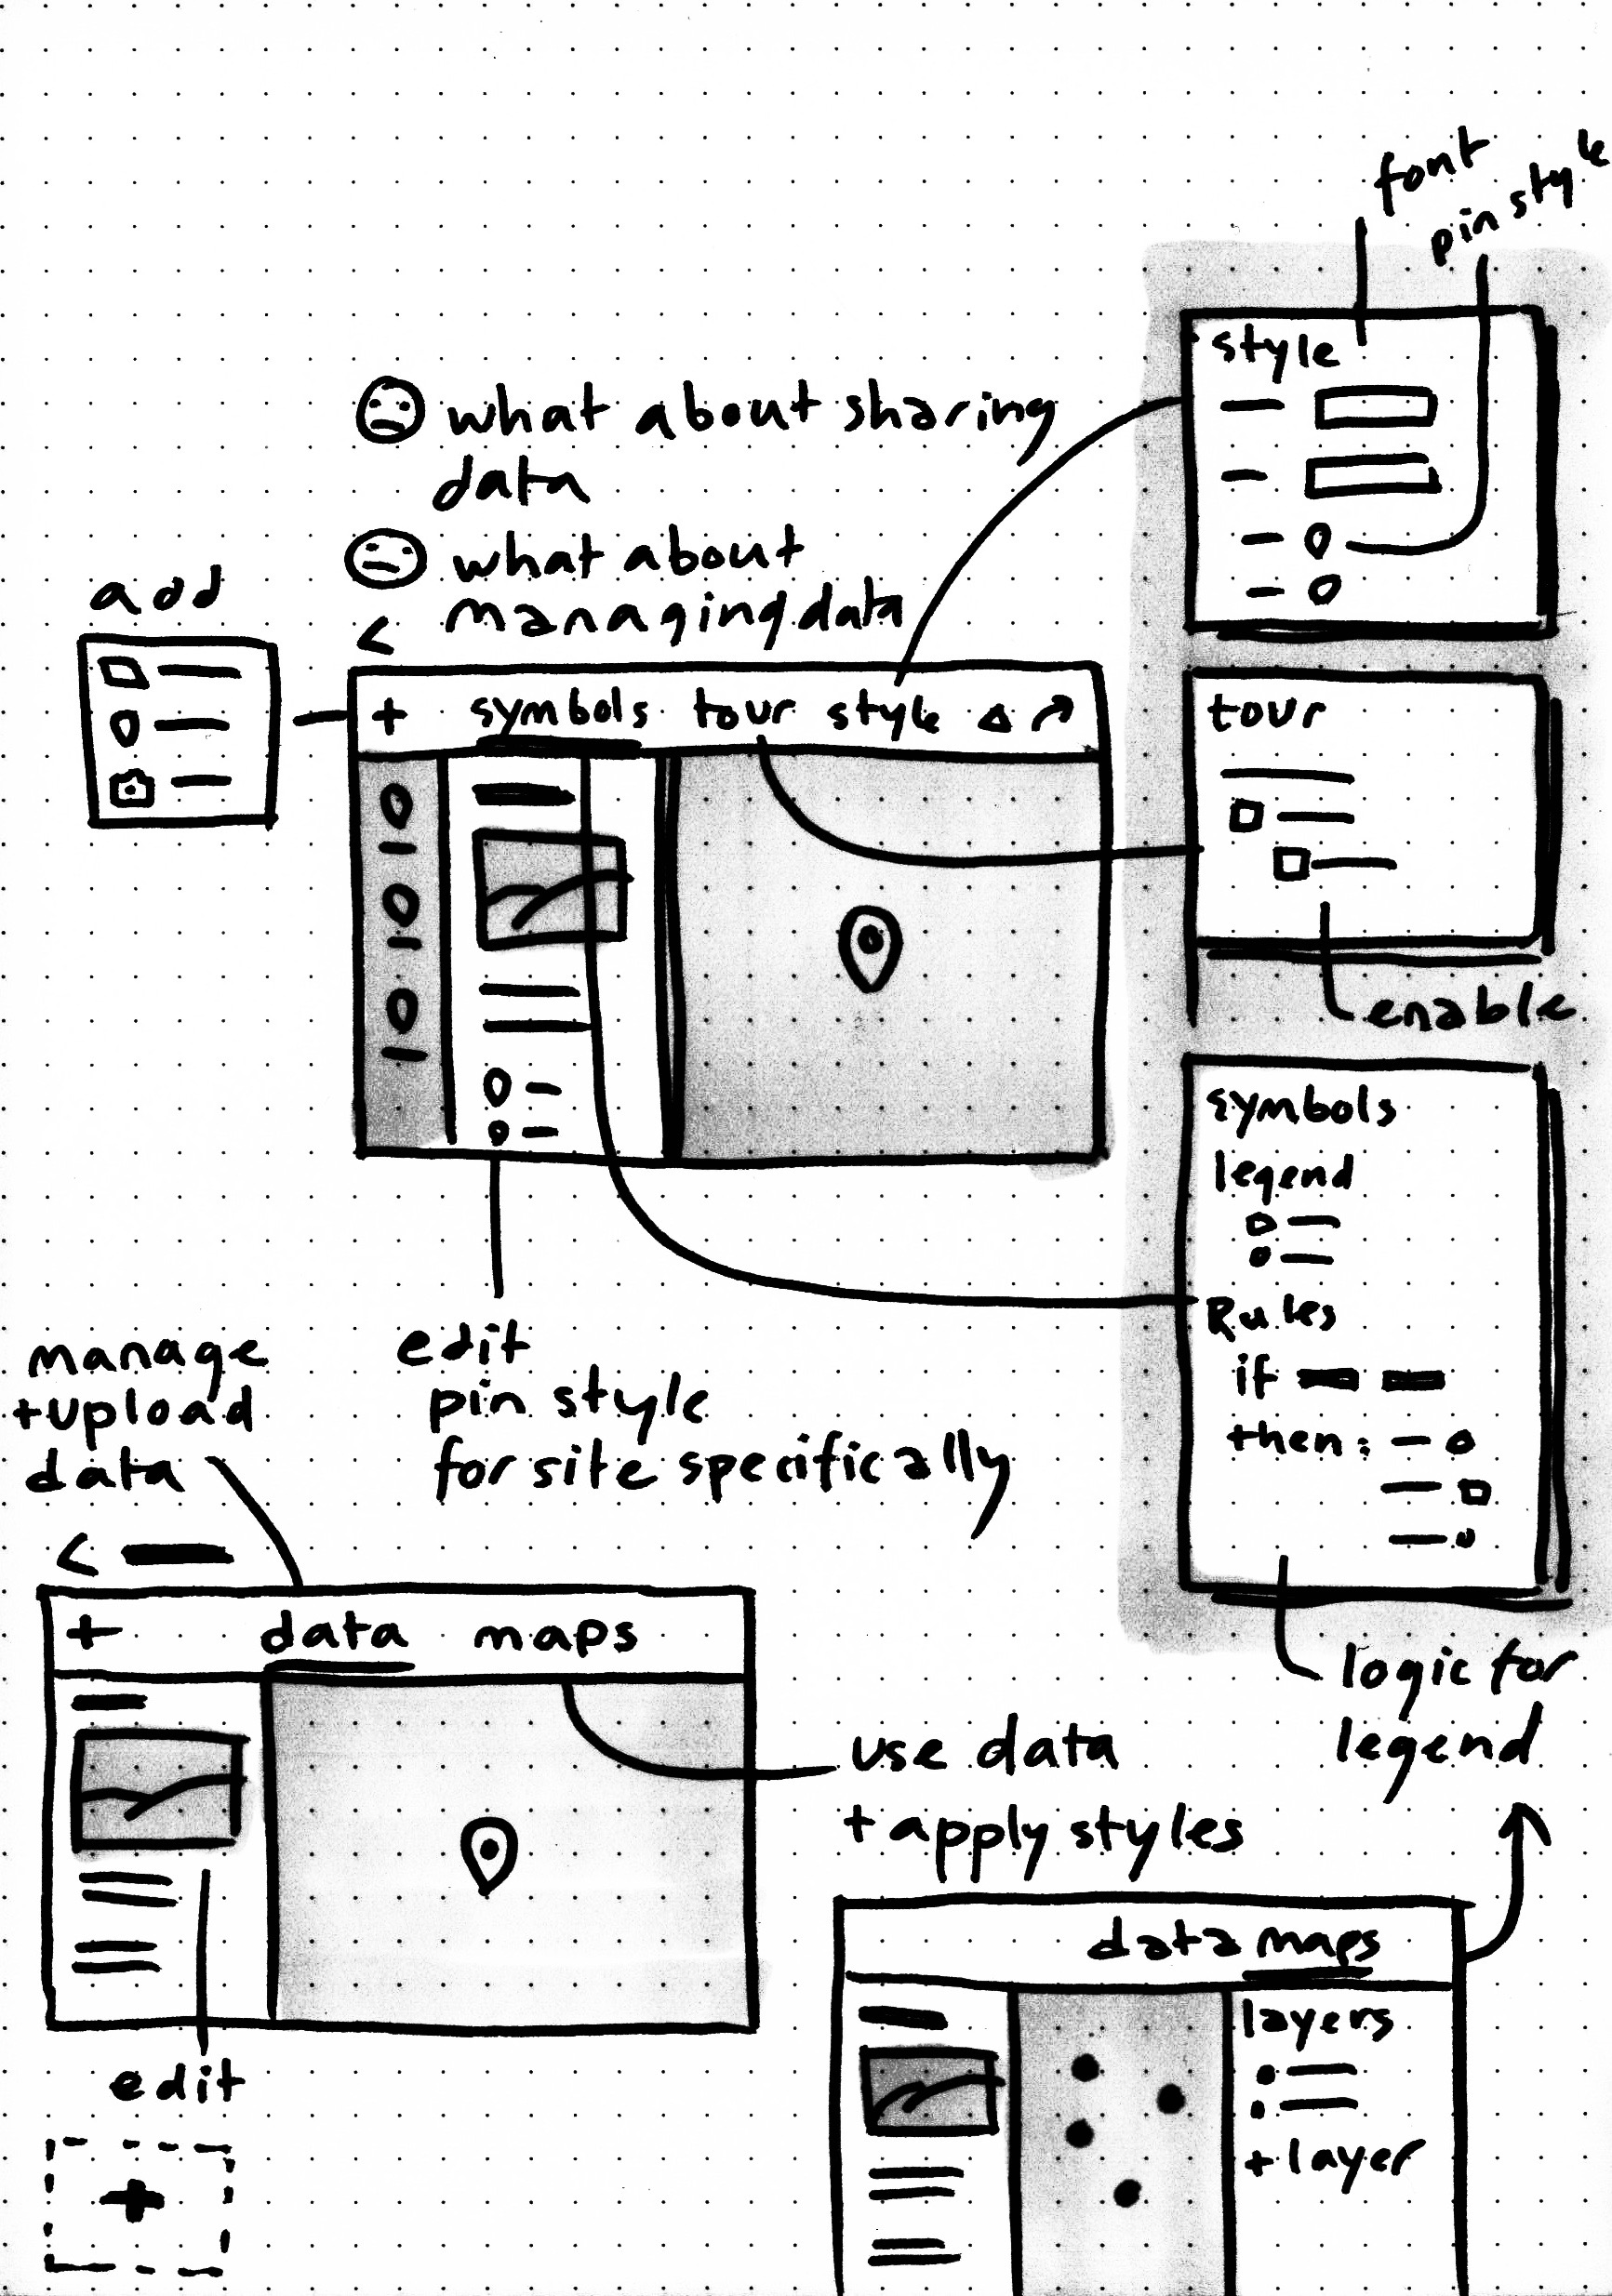 font
pin style
style
what about sharing
data
what about
managing data
add
<
+ symbols tour style
tour
enable
symbols
legend
Rules
if
then:
logic for
legend
edit
pin style
for site specifically
manage
+upload
data
<
+ data maps
edit
+
use data
+ apply styles
data maps
layers
+ layer